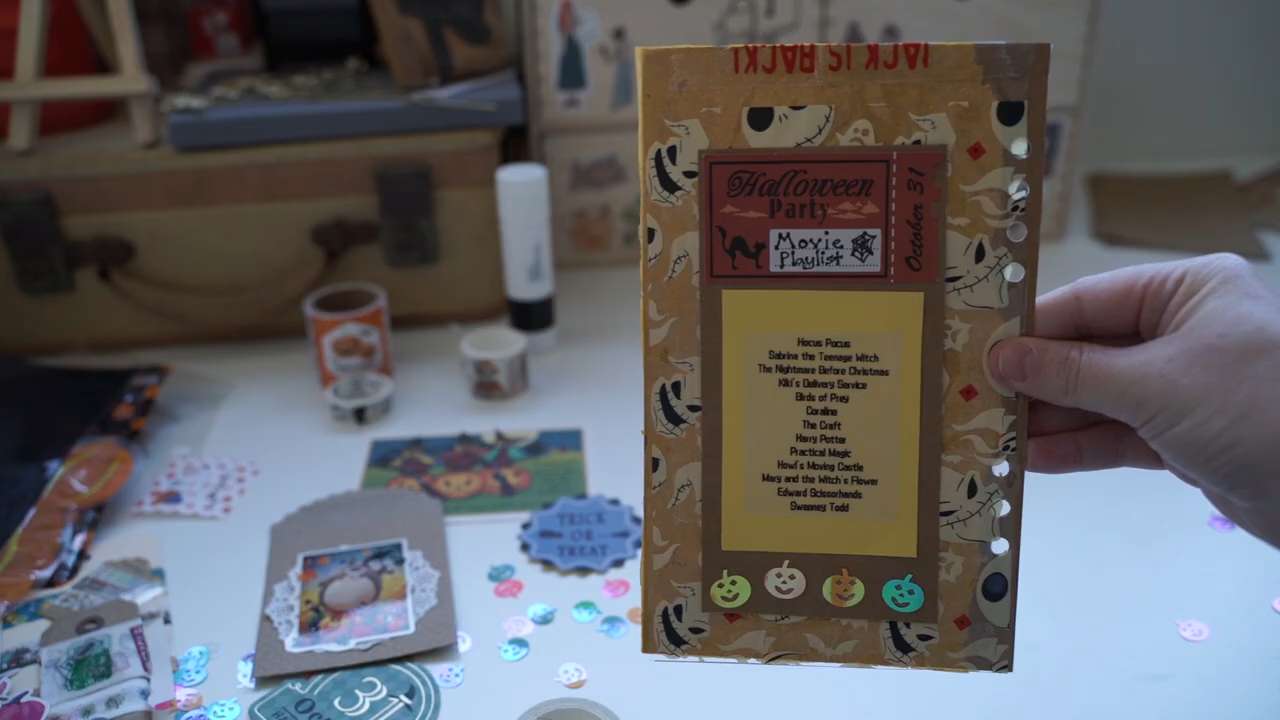 JACK IS BACK!
Halloween
Party
October 31
Movie
Playlist
Hocus Pocus
Sabrina the Teenage Witch
The Nightmare Before Christmas
Kiki's Delivery Service
Birds of Prey
Coraline
The Craft
Harry Potter
Practical Magic
Howl's Moving Castle
Mary and the Witch's Flower
Edward Scissorhands
Sweeney Todd
TRICK
OR
TREAT
31